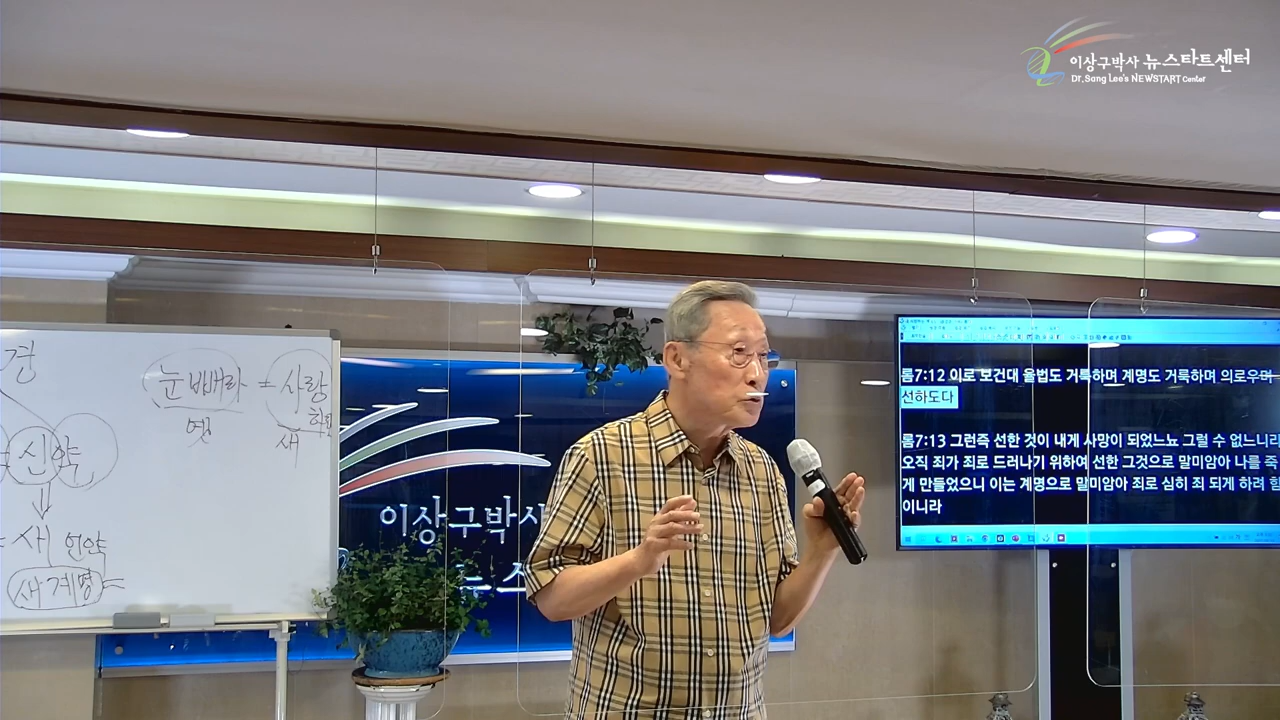 이상구박사 뉴스타트센터
Dr. Sang Lee's NEWSTART Center
경
눈 빼라 = 사랑
옛
새
신약
새 언약
새계명
이상구박사
뉴스
롬7:12 이로 보건대 율법도 거룩하며 계명도 거룩하며 의로우며
선하도다
롬7:13 그런즉 선한 것이 내게 사망이 되었느뇨 그럴 수 없느니라
오직 죄가 죄로 드러나기 위하여 선한 그것으로 말미암아 나를 죽
게 만들었으니 이는 계명으로 말미암아 죄로 심히 죄 되게 하려 함
이니라